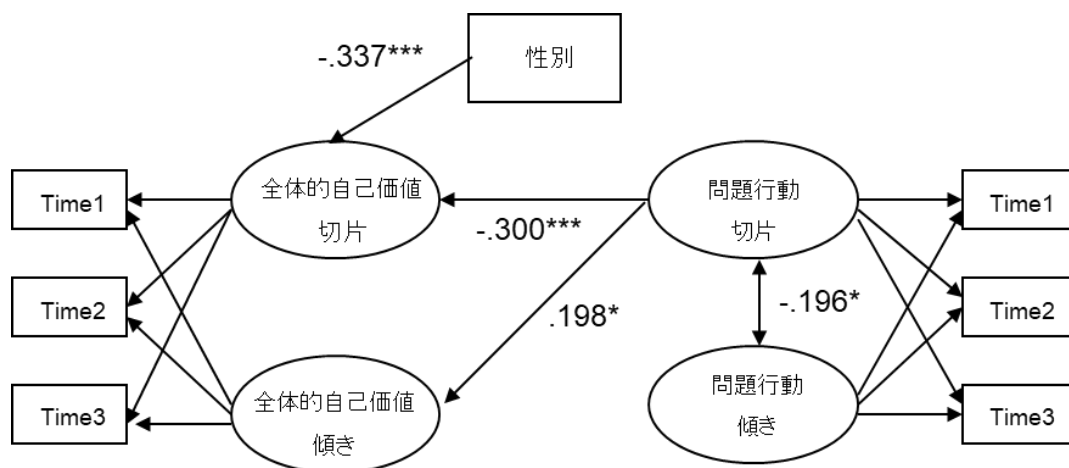 -.337***
性別
Time1
全体的自己価値
切片
-.300***
問題行動
切片
Time1
Time2
.198*
-.196*
Time2
Time3
全体的自己価値
傾き
問題行動
傾き
Time3